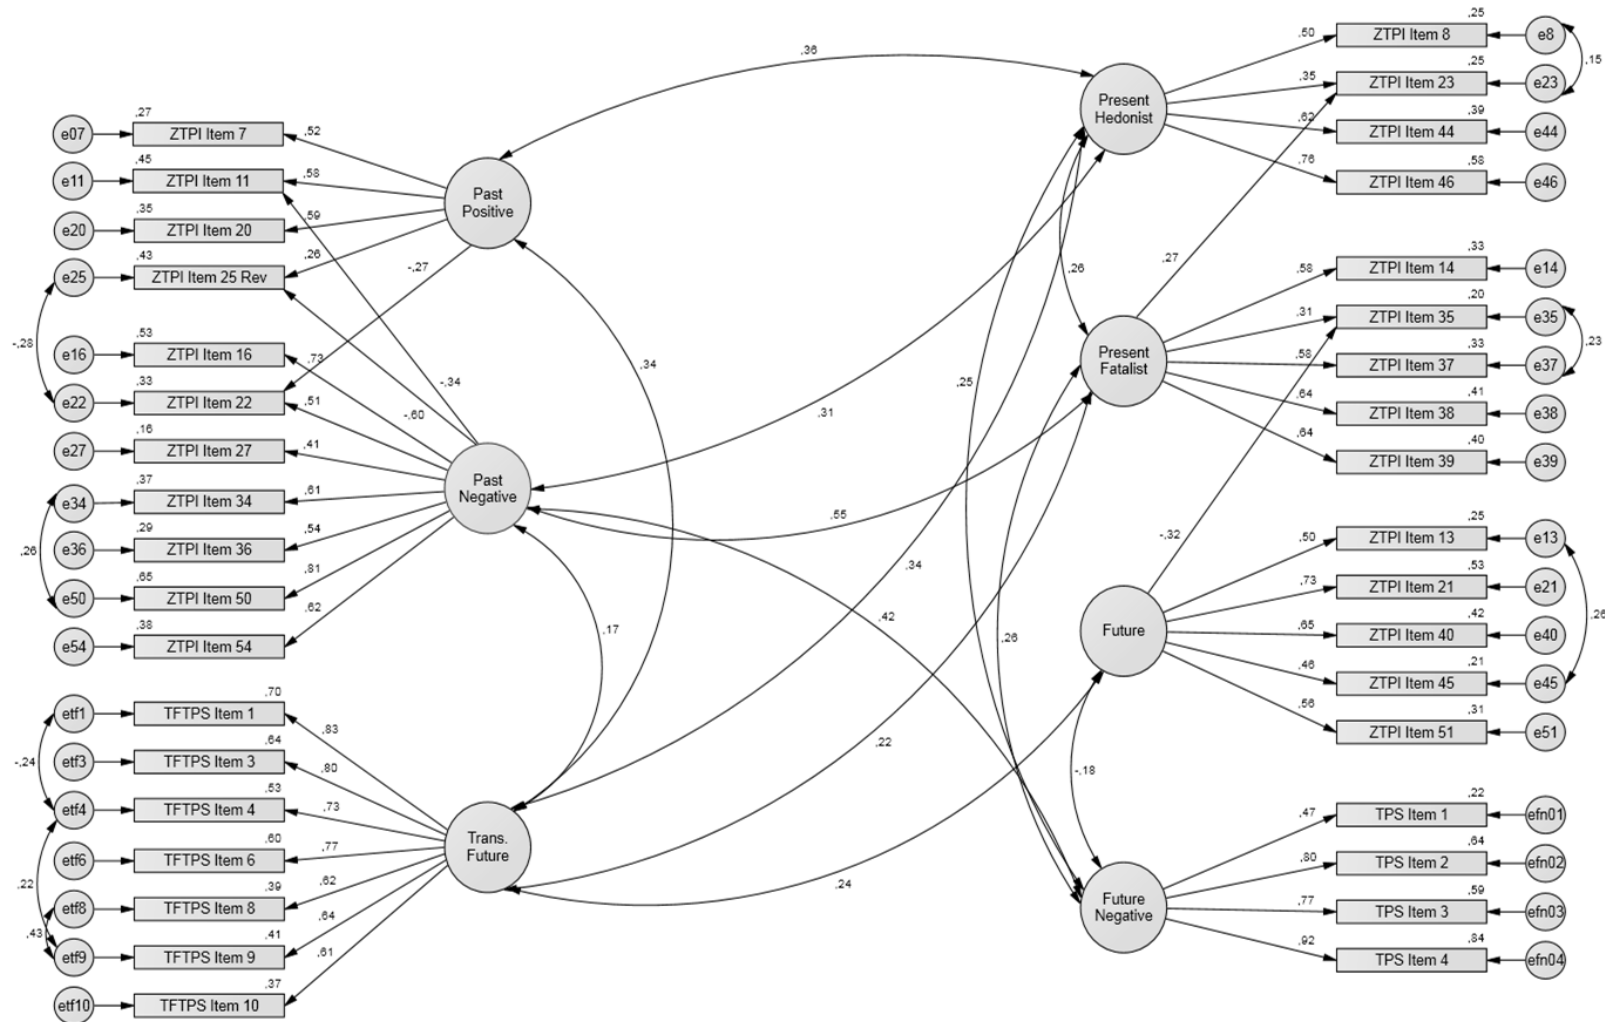 ,36
,27
e07
ZTPI Item 7
,52
,45
e11
ZTPI Item 11
,58
,35
e20
ZTPI Item 20
,59
,43
e25
ZTPI Item 25 Rev
,26
-,28
,53
e16
ZTPI Item 16
,73
,33
e22
ZTPI Item 22
,51
,16
e27
ZTPI Item 27
,41
,37
e34
ZTPI Item 34
,61
,29
e36
ZTPI Item 36
,54
,26
,65
e50
ZTPI Item 50
,81
,38
e54
ZTPI Item 54
,62
,70
etf1
TFTPS Item 1
,83
,64
etf3
TFTPS Item 3
,80
-,24
,53
etf4
TFTPS Item 4
,73
,60
etf6
TFTPS Item 6
,77
,22
,39
etf8
TFTPS Item 8
,62
,43
,41
etf9
TFTPS Item 9
,64
,37
etf10
TFTPS Item 10
,61
Past
Positive
-,27
-,34
-,60
Past
Negative
Trans.
Future
,34
,17
,31
,55
,42
,34
,22
,24
,25
,26
,26
-,18
Present
Hedonist
,27
Present
Fatalist
-,32
Future
Future
Negative
,50
ZTPI Item 8
,25
e8
,15
,35
ZTPI Item 23
,25
e23
,62
ZTPI Item 44
,39
e44
,76
ZTPI Item 46
,58
e46
,58
ZTPI Item 14
,33
e14
,31
ZTPI Item 35
,20
e35
,23
,58
ZTPI Item 37
,33
e37
,64
ZTPI Item 38
,41
e38
,64
ZTPI Item 39
,40
e39
,50
ZTPI Item 13
,25
e13
,73
ZTPI Item 21
,53
e21
,26
,65
ZTPI Item 40
,42
e40
,46
ZTPI Item 45
,21
e45
,56
ZTPI Item 51
,31
e51
,47
TPS Item 1
,22
efn01
,80
TPS Item 2
,64
efn02
,77
TPS Item 3
,59
efn03
,92
TPS Item 4
,84
efn04